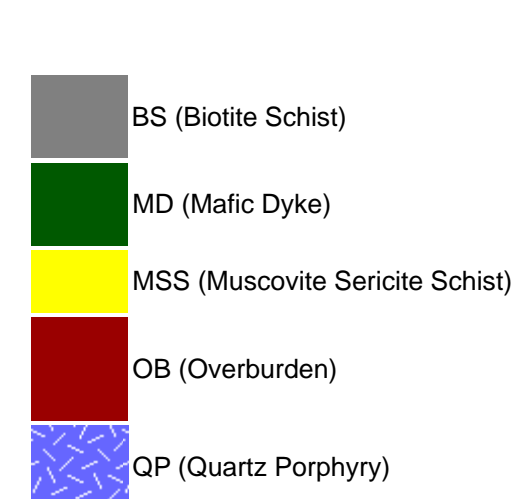 BS (Biotite Schist)
MD (Mafic Dyke)
MSS (Muscovite Sericite Schist)
OB (Overburden)
QP (Quartz Porphyry)